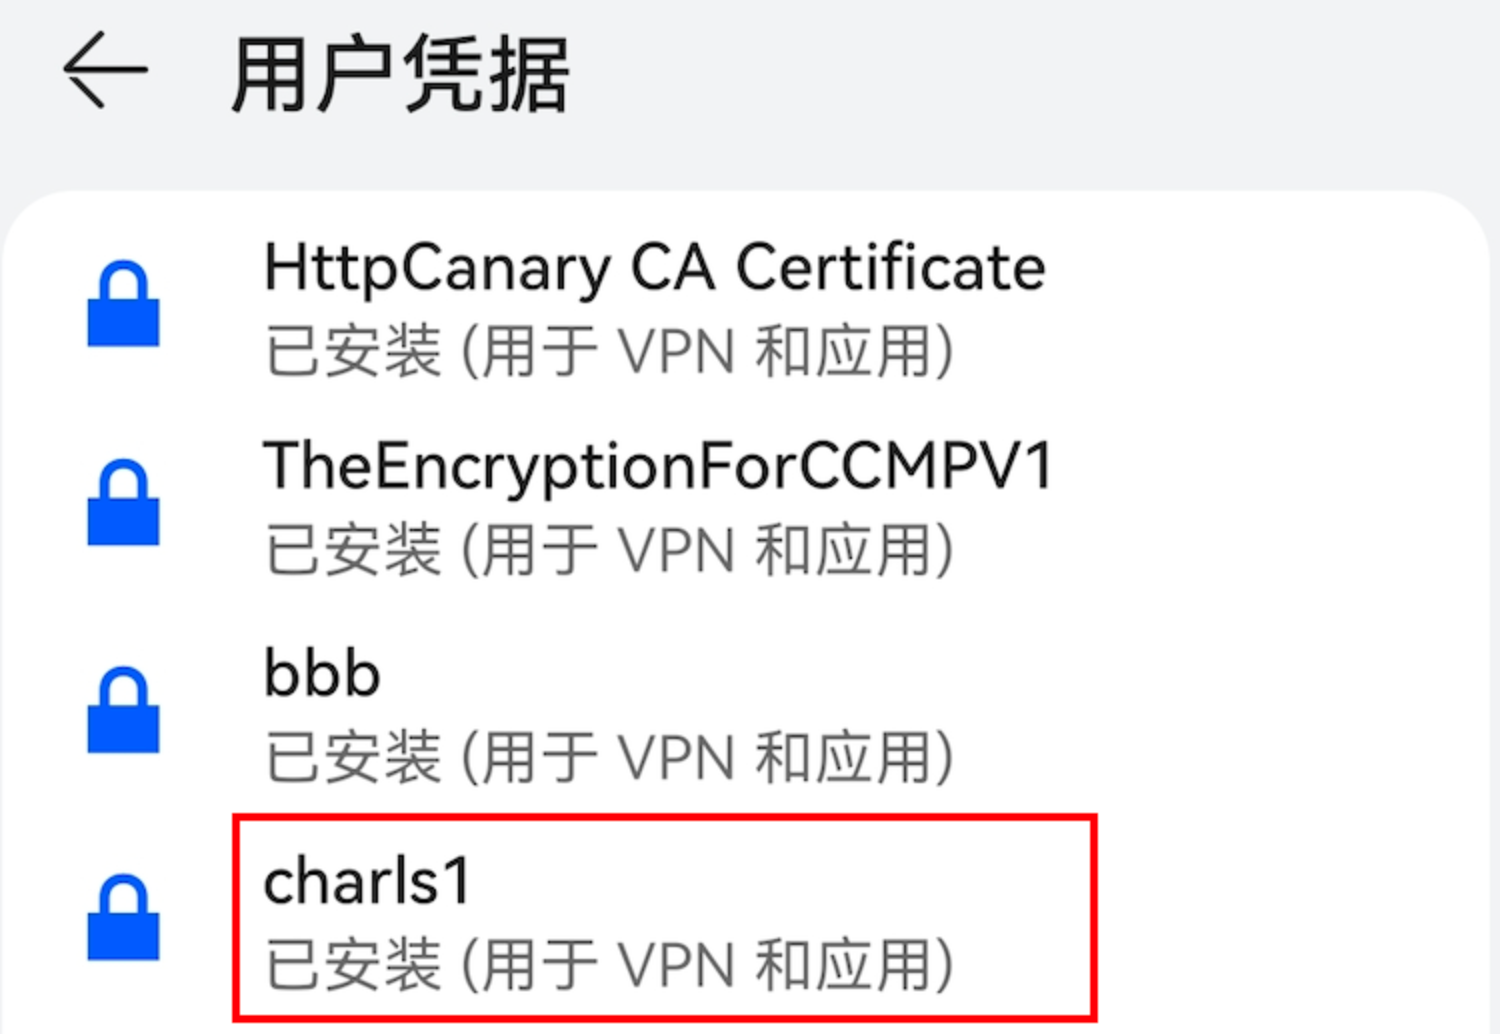 用户凭据
HttpCanary CA Certificate
已安装 (用于 VPN 和应用)
TheEncryptionForCCMPV1
已安装 (用于 VPN 和应用)
bbb
已安装 (用于 VPN 和应用)
charls1
已安装 (用于 VPN 和应用)